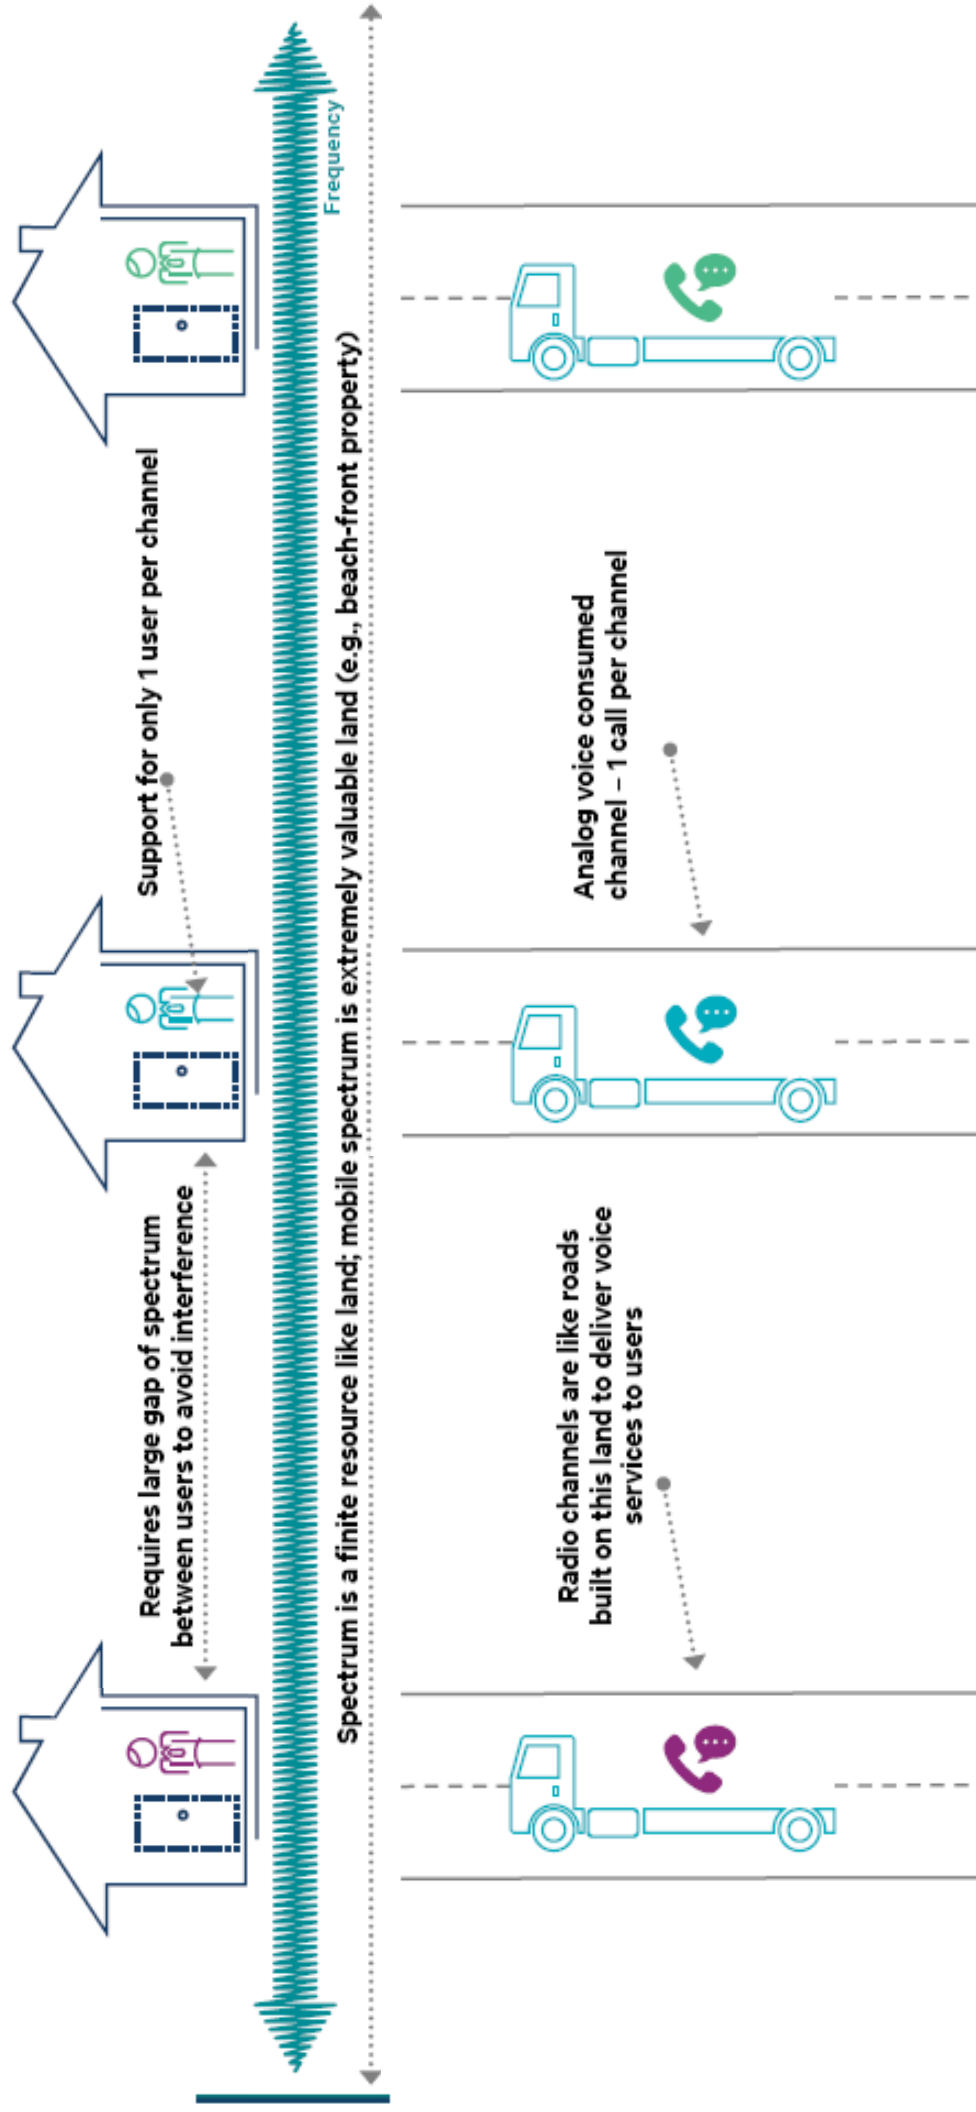 Requires large gap of spectrum
between users to avoid interference
Support for only 1 user per channel
Frequency
Spectrum is a finite resource like land; mobile spectrum is extremely valuable land (e.g., beach-front property)
Radio channels are like roads
built on this land to deliver voice
services to users
Analog voice consumed
channel – 1 call per channel